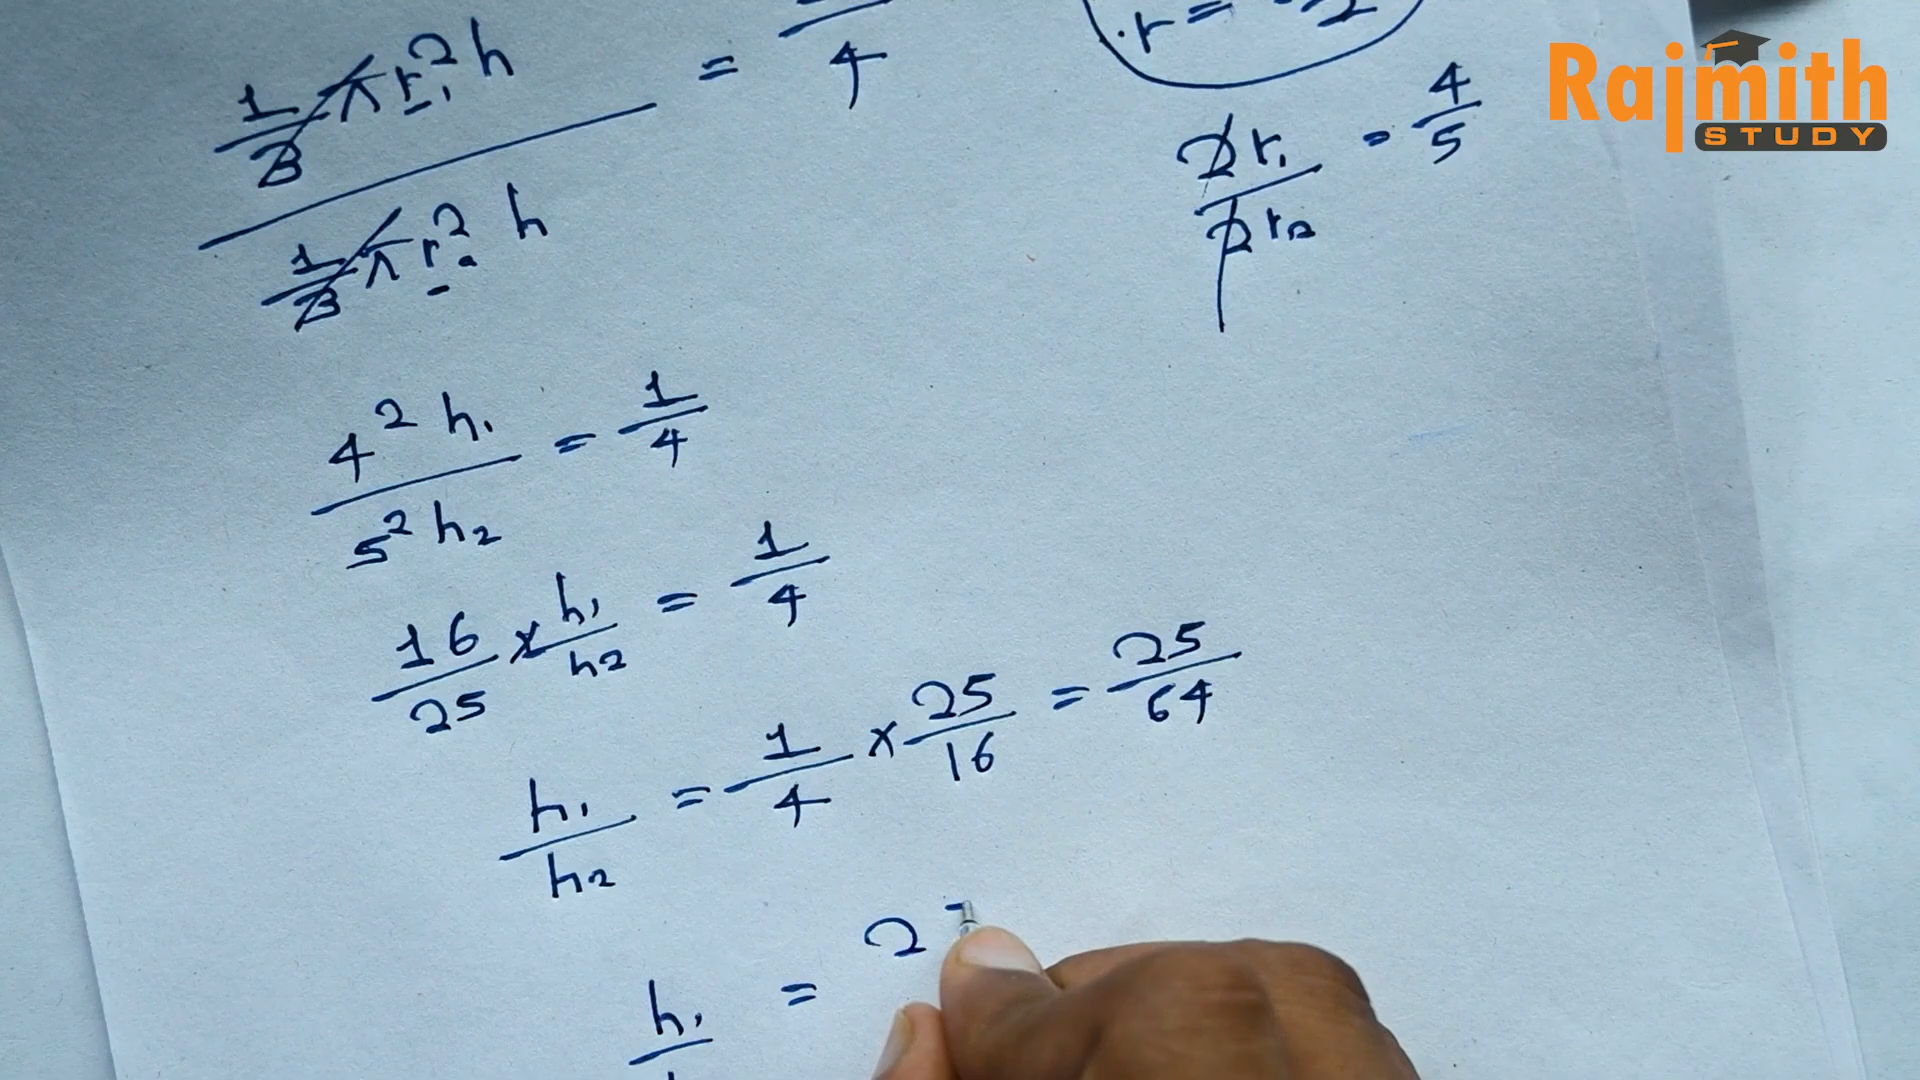 Rajmith
STUDY
r =
1/3 π r₁² h / 1/3 π r₂² h = /4
2r₁/2r₂ = 4/5
4² h₁ / 5² h₂ = 1/4
16/25 × h₁/h₂ = 1/4
h₁/h₂ = 1/4 × 25/16 = 25/64
h₁ = 2